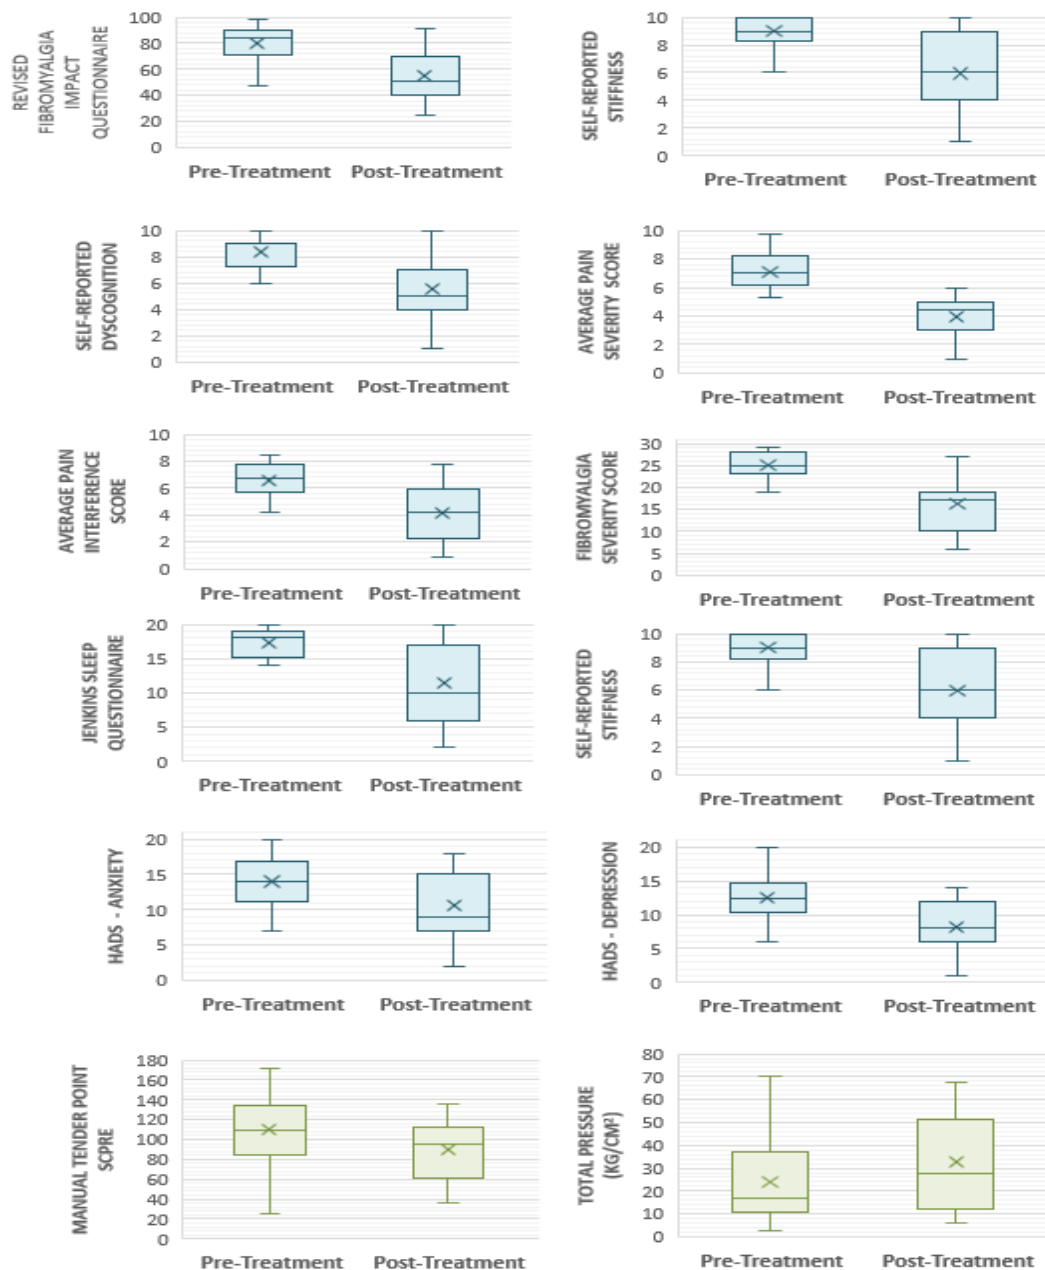 REVISED
FIBROMYALGIA
IMPACT
QUESTIONNAIRE
100
80
60
40
20
0
Pre-Treatment Post-Treatment
SELF-REPORTED
STIFFNESS
10
8
6
4
2
0
Pre-Treatment Post-Treatment
SELF-REPORTED
DYSCOGNITION
10
8
6
4
2
0
Pre-Treatment Post-Treatment
AVERAGE PAIN
SEVERITY SCORE
10
8
6
4
2
0
Pre-Treatment Post-Treatment
AVERAGE PAIN
INTERFERENCE
SCORE
10
8
6
4
2
0
Pre-Treatment Post-Treatment
FIBROMYALGIA
SEVERITY SCORE
30
25
20
15
10
5
0
Pre-Treatment Post-Treatment
JENKINS SLEEP
QUESTIONNAIRE
20
15
10
5
0
Pre-Treatment Post-Treatment
SELF-REPORTED
STIFFNESS
10
8
6
4
2
0
Pre-Treatment Post-Treatment
HADS - ANXIETY
20
15
10
5
0
Pre-Treatment Post-Treatment
HADS - DEPRESSION
20
15
10
5
0
Pre-Treatment Post-Treatment
MANUAL TENDER POINT
SCPRE
180
160
140
120
100
80
60
40
20
0
Pre-Treatment Post-Treatment
TOTAL PRESSURE
(KG/CM²)
80
70
60
50
40
30
20
10
0
Pre-Treatment Post-Treatment